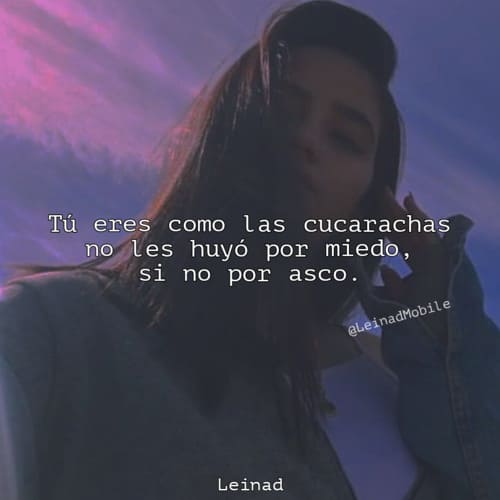 Tú eres como las cucarachas
no les huyó por miedo,
si no por asco.
@LeinadMobile
Leinad